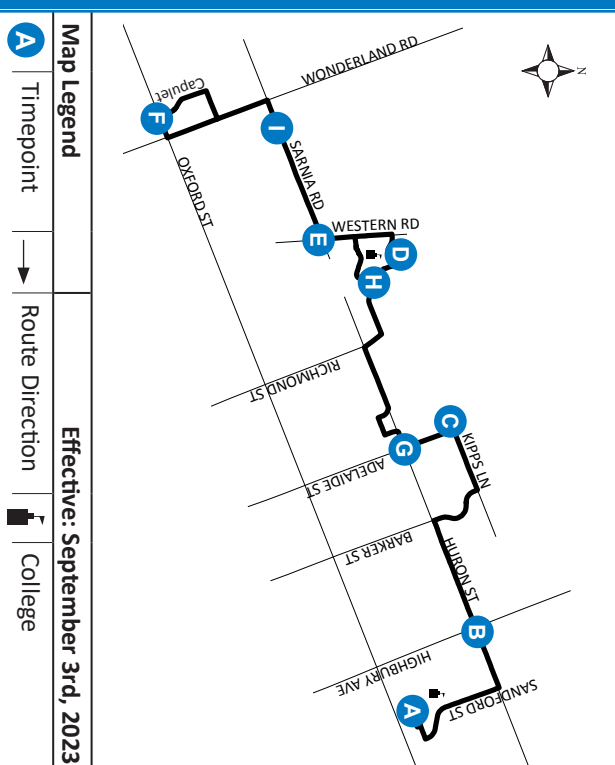 N
WONDERLAND RD
Capulet
F
I
SARNIA RD
OXFORD ST
WESTERN RD
E
D
H
RICHMOND ST
C
KIPPS LN
G
ADELAIDE ST
BARKER ST
HURON ST
B
HIGHBURY AVE
SANDFORD ST
A
Map Legend
Effective: September 3rd, 2023
A Timepoint
Route Direction
College